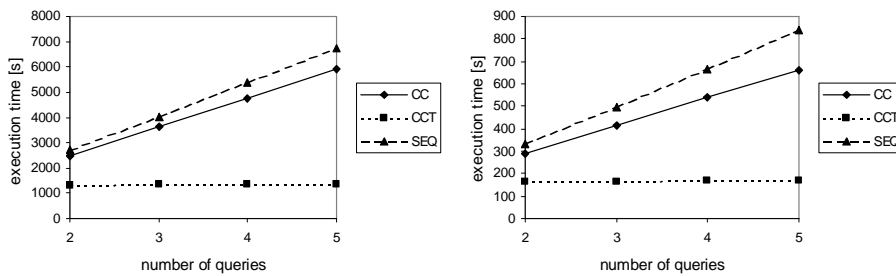 8000
7000
6000
5000
4000
3000
2000
1000
0
execution time [s]
2 3 4 5
number of queries
CC
CCT
SEQ
900
800
700
600
500
400
300
200
100
0
execution time [s]
2 3 4 5
number of queries
CC
CCT
SEQ